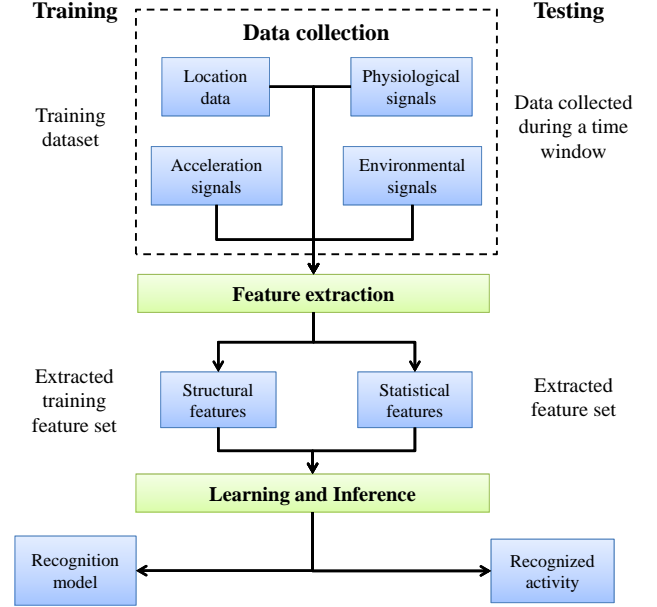 Training
Testing
Data collection
Location
data
Physiological
signals
Training
dataset
Data collected
during a time
window
Acceleration
signals
Environmental
signals
Feature extraction
Extracted
training
feature set
Structural
features
Statistical
features
Extracted
feature set
Learning and Inference
Recognition
model
Recognized
activity